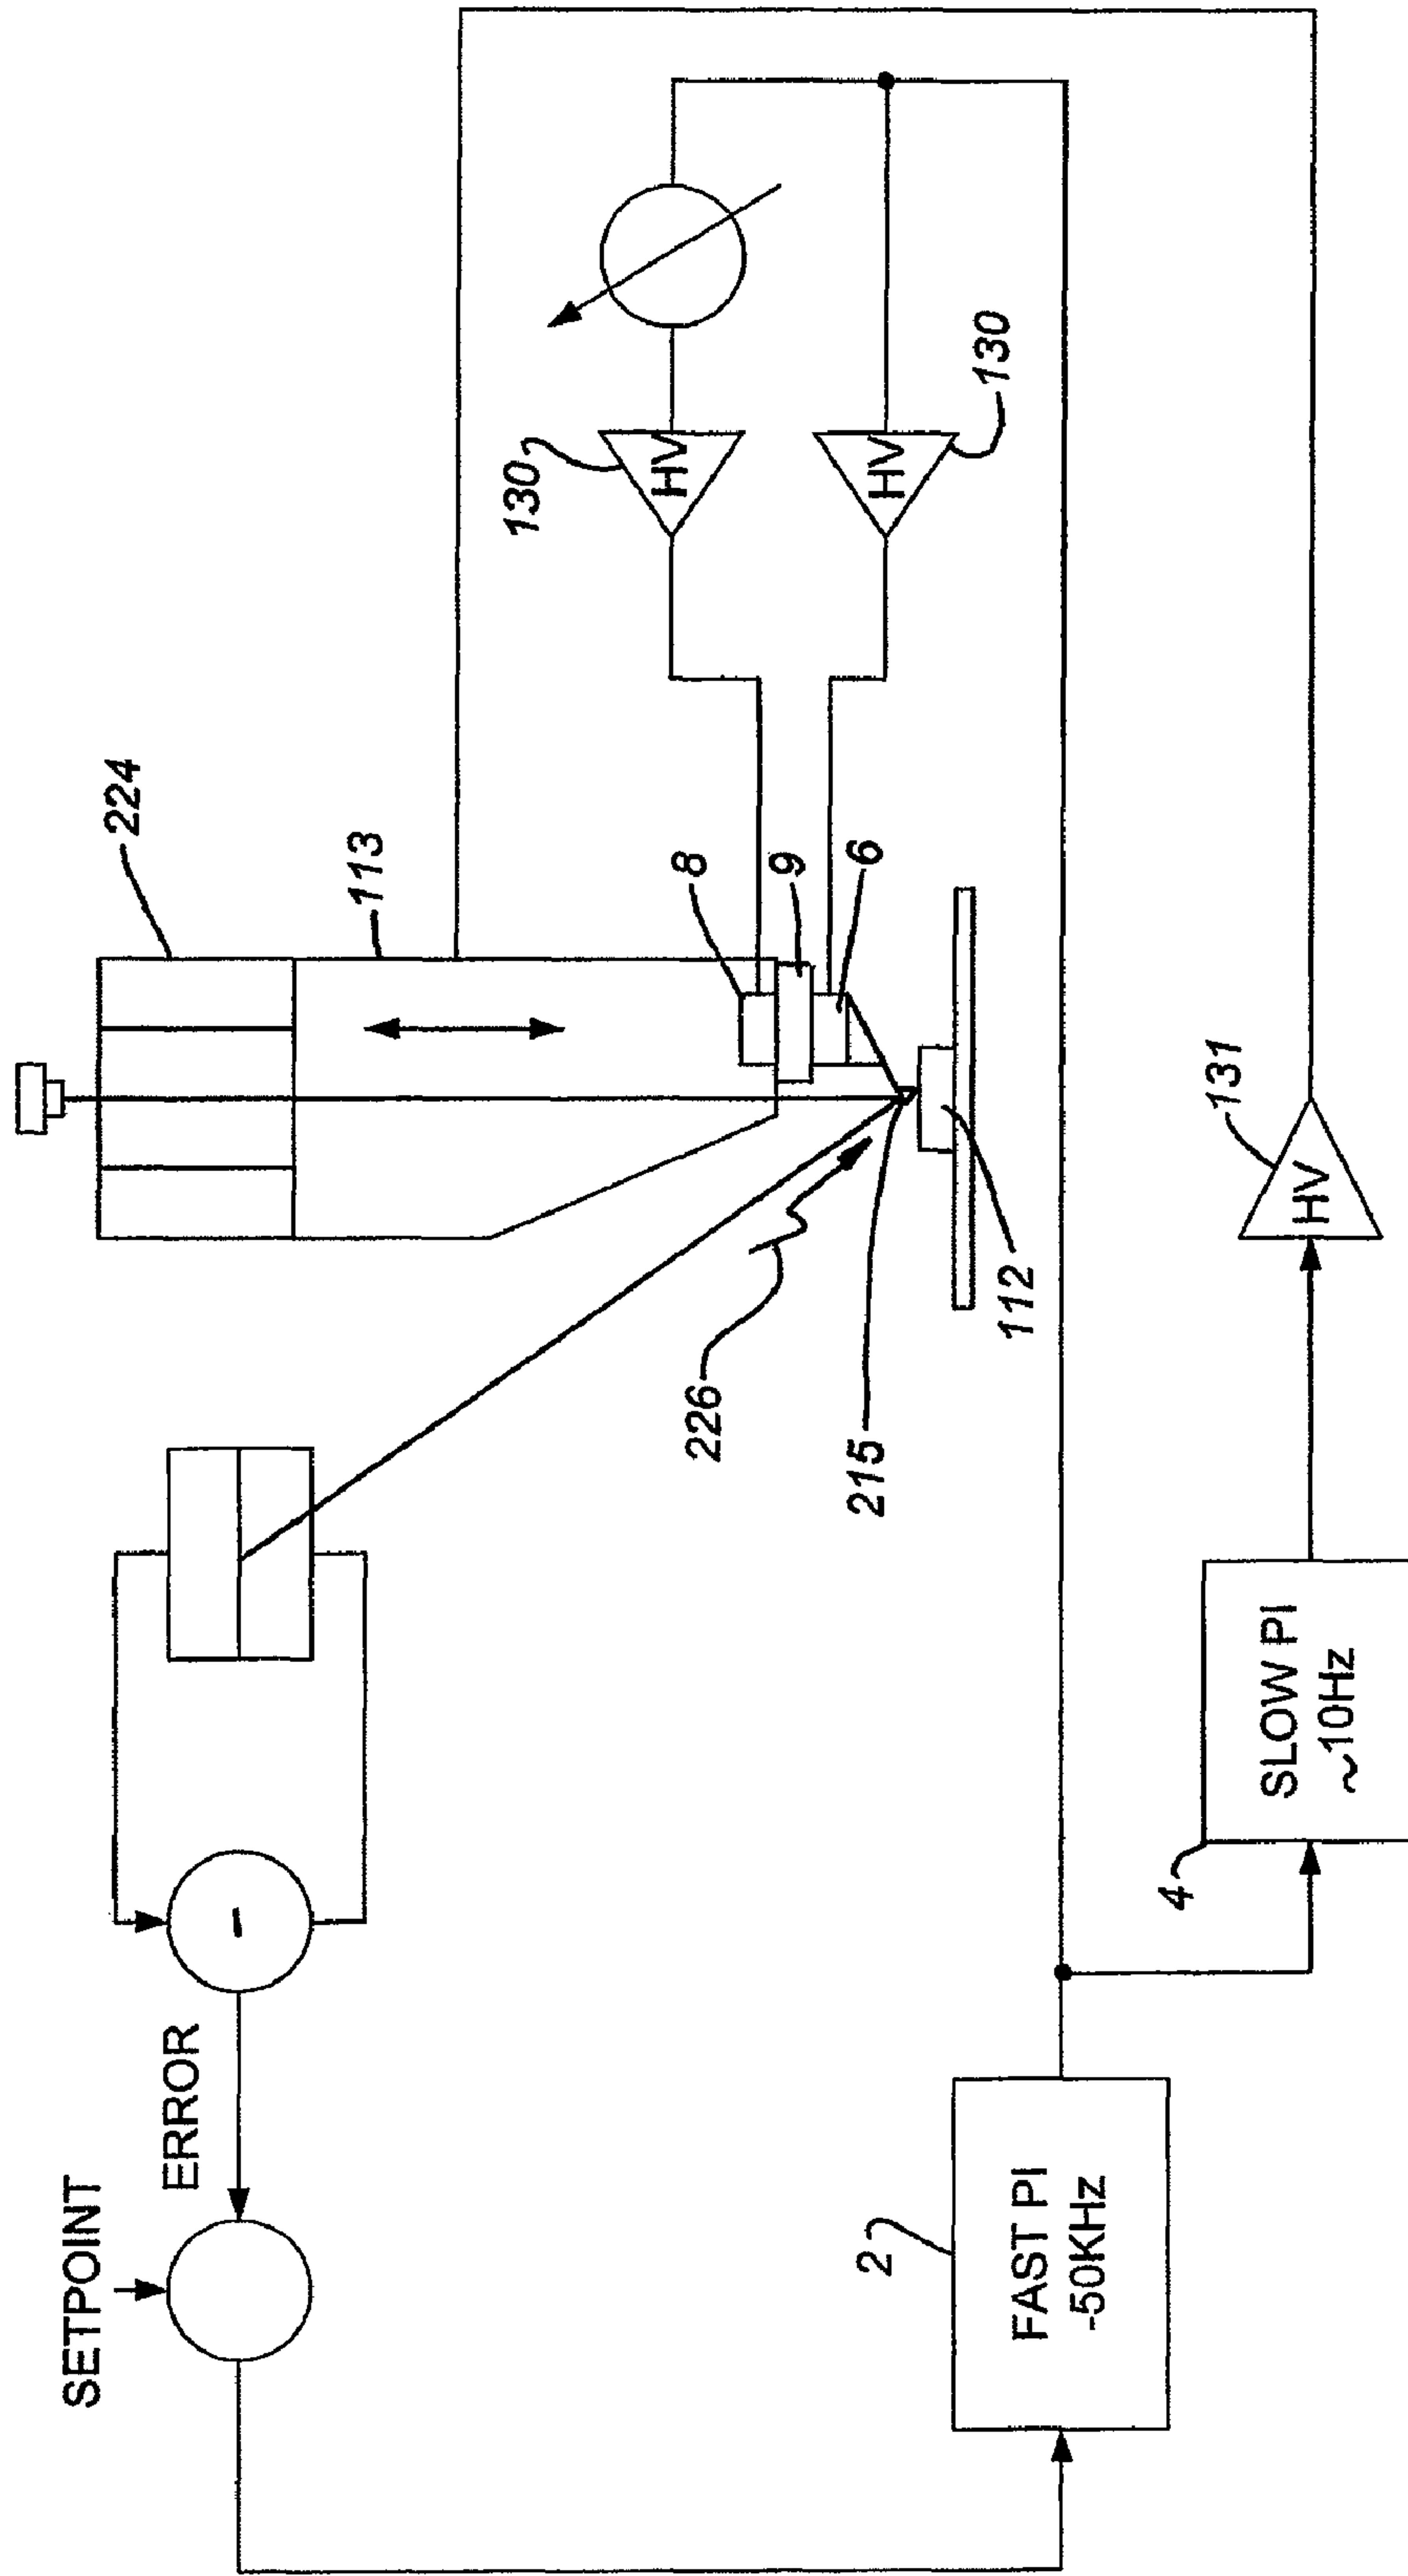 SETPOINT
ERROR
-
224
113
8
9
6
130
HV
HV
130
226
215
112
2
FAST PI
-50KHz
4
SLOW PI
~10Hz
131
HV